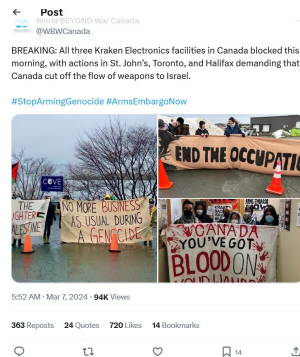 Post
World BEYOND War Canada
@WBWCanada
BREAKING: All three Kraken Electronics facilities in Canada blocked this
morning, with actions in St. John's, Toronto, and Halifax demanding that
Canada cut off the flow of weapons to Israel.
#StopArmingGenocide #ArmsEmbargoNow
COVE
THE
NO MORE BUSINESS
AS USUAL DURING
A GENOCIDE
END THE OCCUPATI
CANADA
YOU'VE GOT
BLOOD ON
5:52 AM · Mar 7, 2024 · 94K Views
363 Reposts 24 Quotes 720 Likes 14 Bookmarks
14